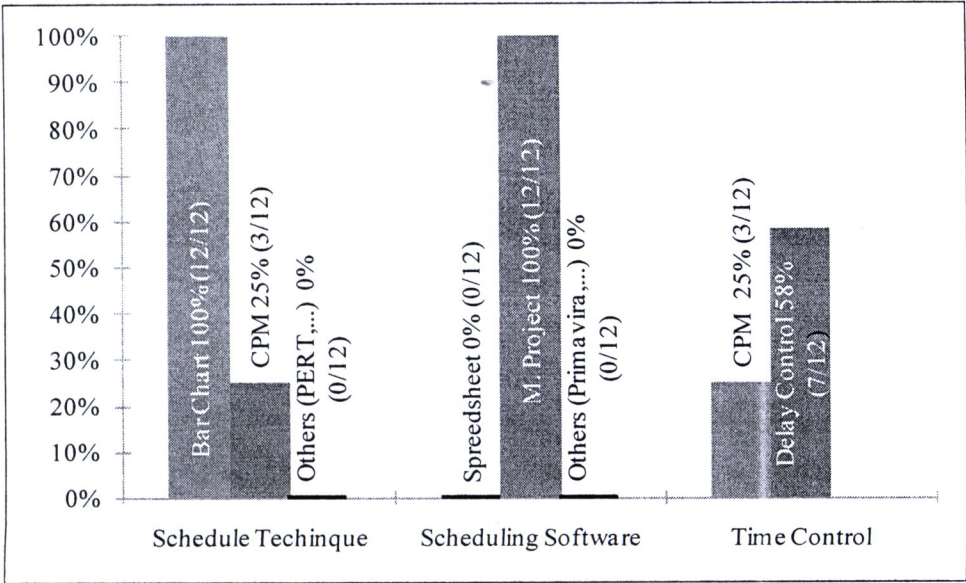 100%
90%
80%
70%
60%
50%
40%
30%
20%
10%
0%
Bar Chart 100% (12/12)
CPM 25% (3/12)
Others (PERT,...) 0%
(0/12)
Spreedsheet 0% (0/12)
M. Project 100% (12/12)
Others (Primavira,...) 0%
(0/12)
CPM 25% (3/12)
Delay Control 58%
(7/12)
Schedule Techinque
Scheduling Software
Time Control